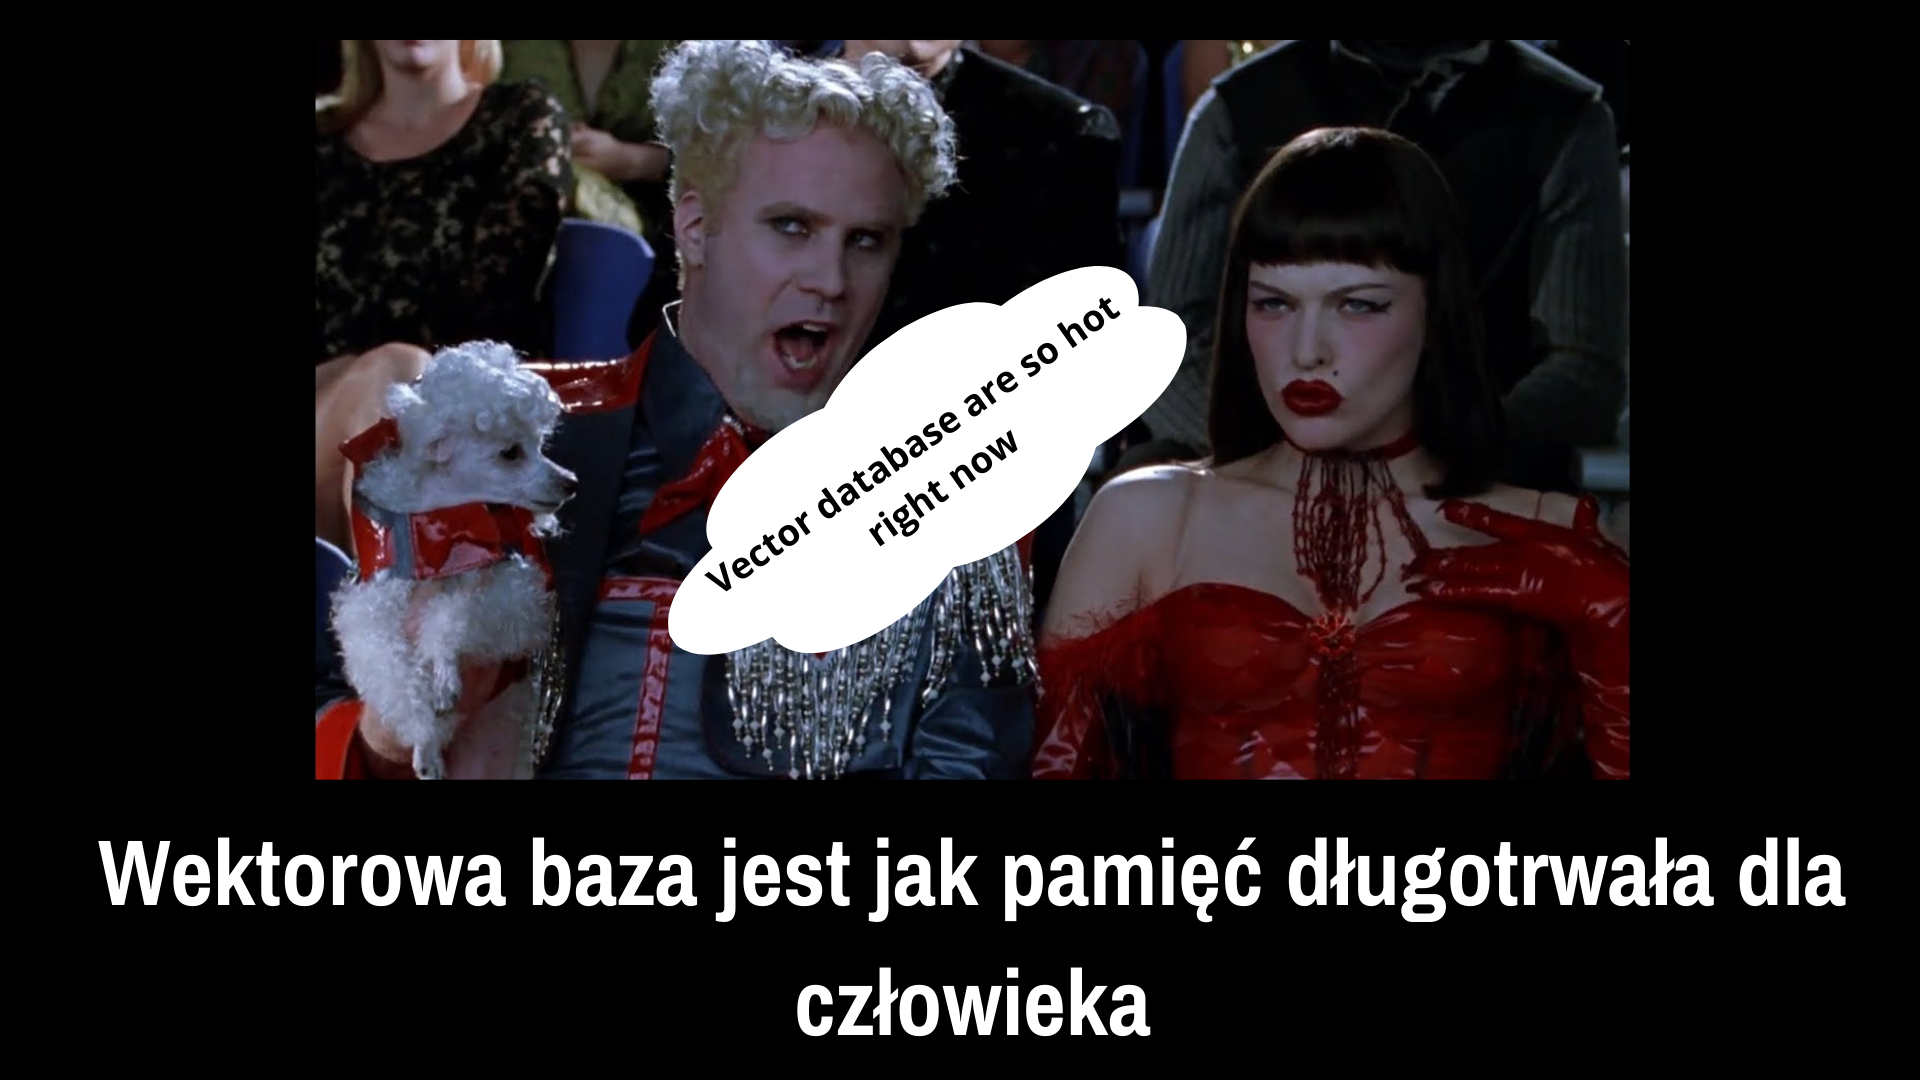 Vector database are so hot
right now
Wektorowa baza jest jak pamięć długotrwała dla
człowieka